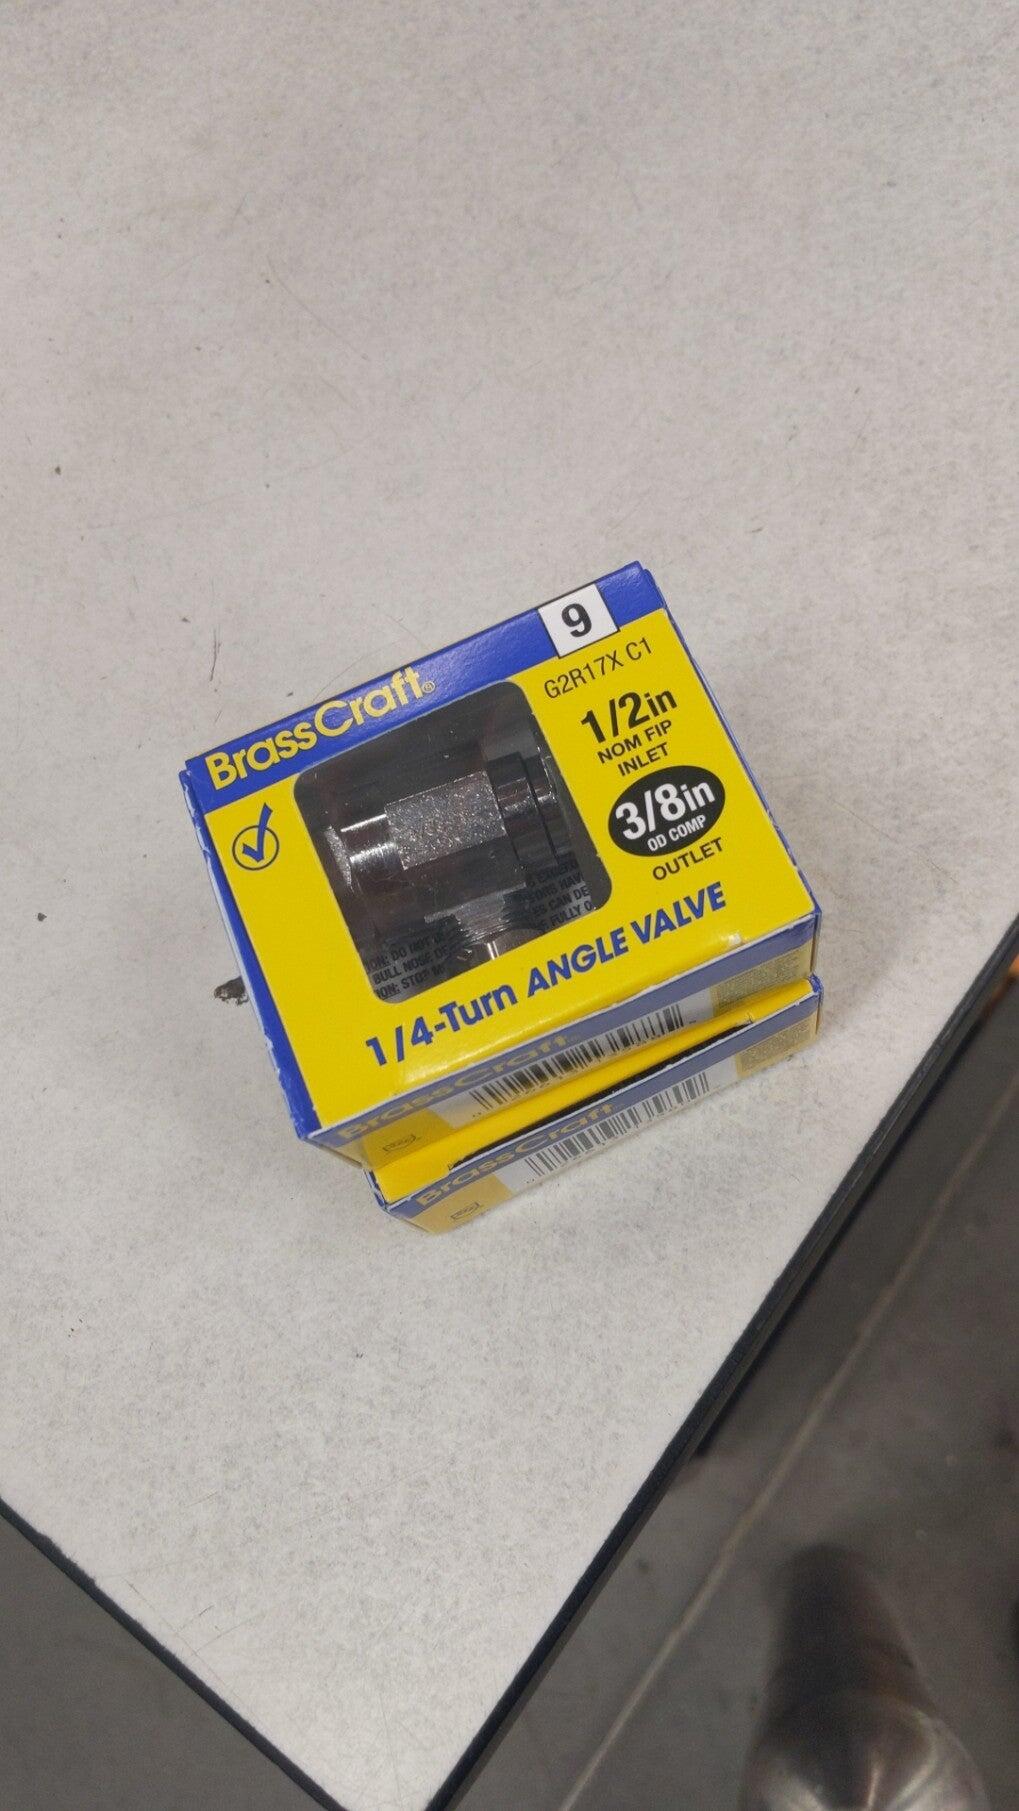 9
BrassCraft®
G2R17X C1
1/2in
NOM FIP
INLET
3/8in
OD COMP
OUTLET
1/4-Turn ANGLE VALVE
BrassCraft
BrassCraft